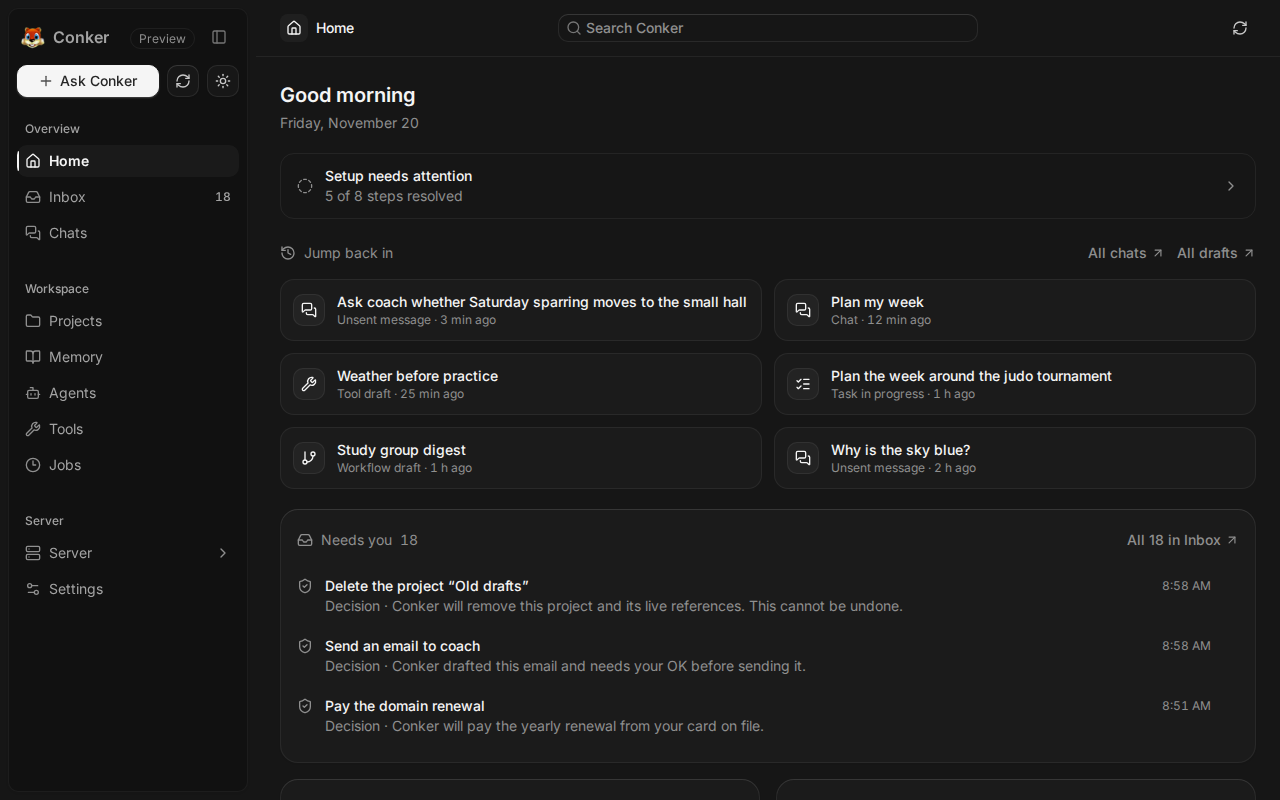 Conker
Preview
Ask Conker
Overview
Home
Inbox 18
Chats
Workspace
Projects
Memory
Agents
Tools
Jobs
Server
Server
Settings
Home
Search Conker
Good morning
Friday, November 20
Setup needs attention
5 of 8 steps resolved
Jump back in
All chats
All drafts
Ask coach whether Saturday sparring moves to the small hall
Unsent message · 3 min ago
Plan my week
Chat · 12 min ago
Weather before practice
Tool draft · 25 min ago
Plan the week around the judo tournament
Task in progress · 1 h ago
Study group digest
Workflow draft · 1 h ago
Why is the sky blue?
Unsent message · 2 h ago
Needs you 18
All 18 in Inbox
Delete the project “Old drafts” 8:58 AM
Decision · Conker will remove this project and its live references. This cannot be undone.
Send an email to coach 8:58 AM
Decision · Conker drafted this email and needs your OK before sending it.
Pay the domain renewal 8:51 AM
Decision · Conker will pay the yearly renewal from your card on file.